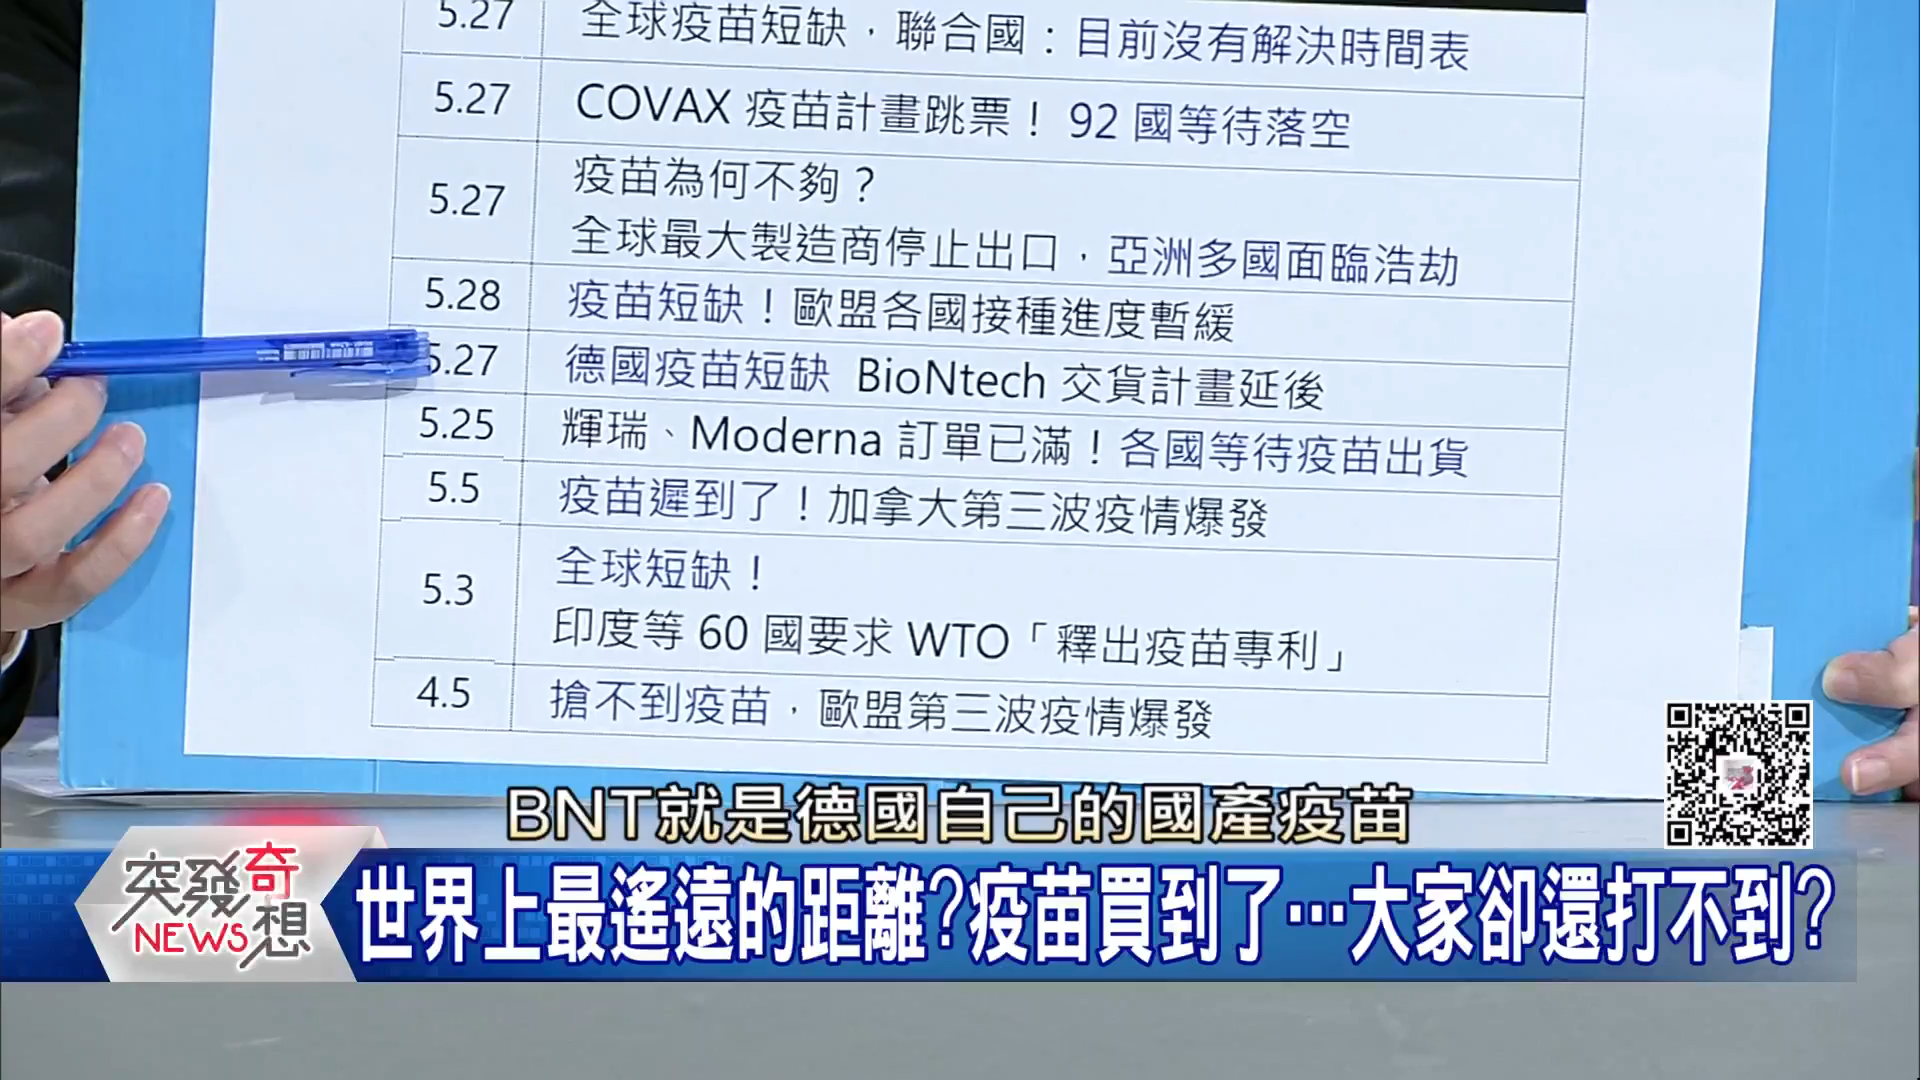 5.27 全球疫苗短缺，聯合國：目前沒有解決時間表
5.27 COVAX 疫苗計畫跳票！ 92 國等待落空
5.27 疫苗為何不夠？
全球最大製造商停止出口，亞洲多國面臨浩劫
5.28 疫苗短缺！歐盟各國接種進度暫緩
5.27 德國疫苗短缺 BioNtech 交貨計畫延後
5.25 輝瑞、Moderna 訂單已滿！各國等待疫苗出貨
5.5 疫苗遲到了！加拿大第三波疫情爆發
5.3 全球短缺！
印度等 60 國要求 WTO「釋出疫苗專利」
4.5 搶不到疫苗，歐盟第三波疫情爆發
BNT就是德國自己的國產疫苗
突發奇想
NEWS
世界上最遙遠的距離?疫苗買到了…大家卻還打不到?